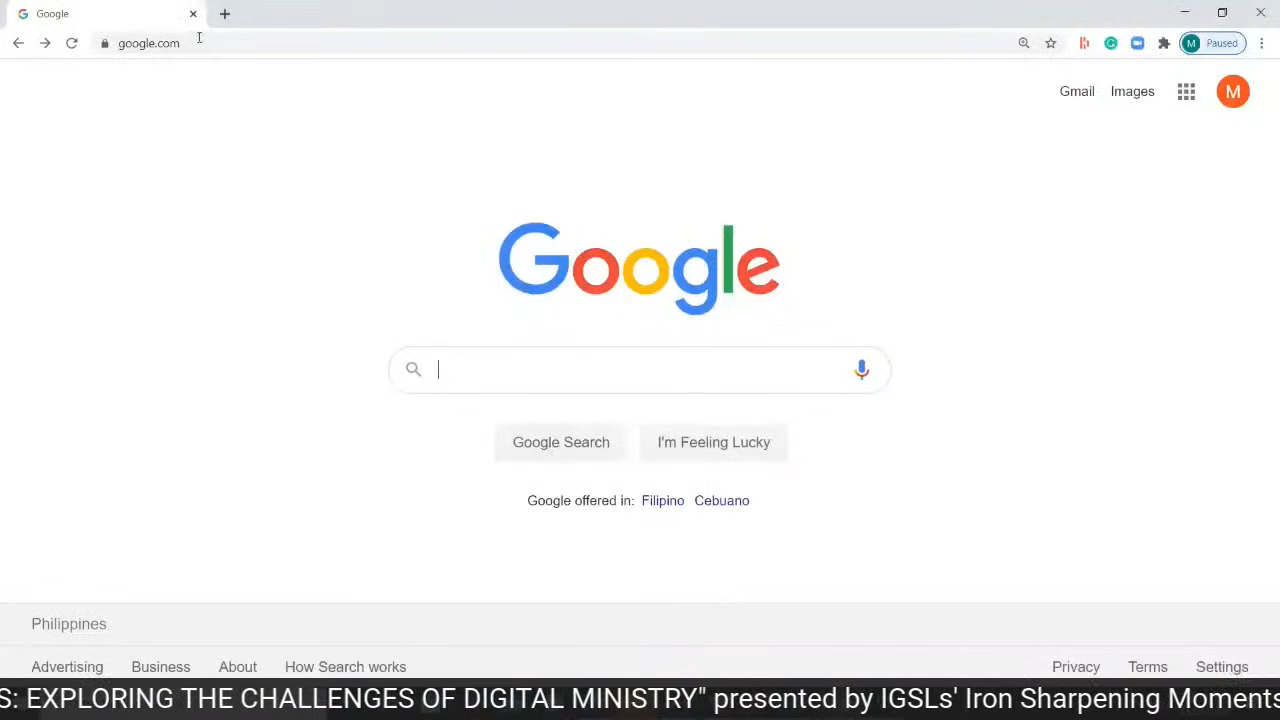 Google
google.com
M Paused
Gmail Images M
Google
Google Search I'm Feeling Lucky
Google offered in: Filipino Cebuano
Philippines
Advertising Business About How Search works Privacy Terms Settings
S: EXPLORING THE CHALLENGES OF DIGITAL MINISTRY" presented by IGSLs' Iron Sharpening Moments